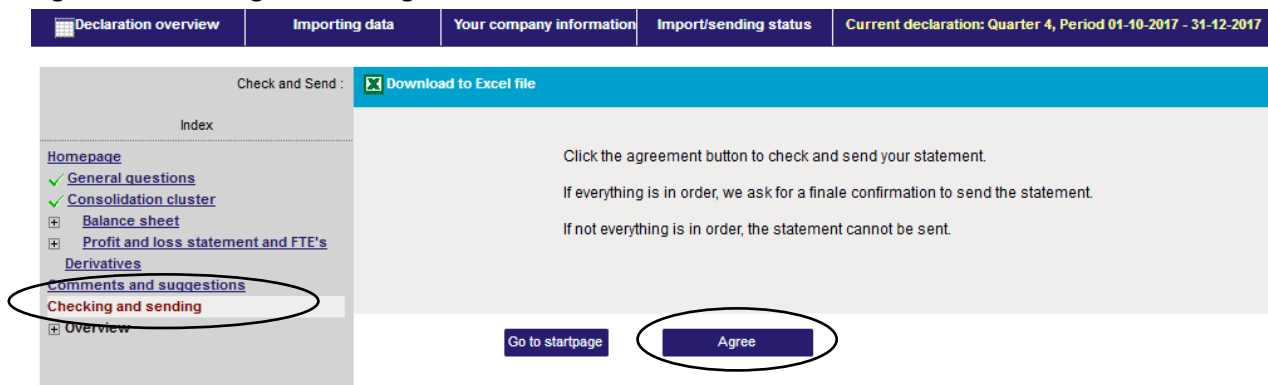 Declaration overview
Importing data
Your company information
Import/sending status
Current declaration: Quarter 4, Period 01-10-2017 - 31-12-2017
Check and Send :
Download to Excel file
Index
Homepage
General questions
Consolidation cluster
Balance sheet
Profit and loss statement and FTE's
Derivatives
Comments and suggestions
Checking and sending
Overview
Click the agreement button to check and send your statement.
If everything is in order, we ask for a finale confirmation to send the statement.
If not everything is in order, the statement cannot be sent.
Go to startpage
Agree